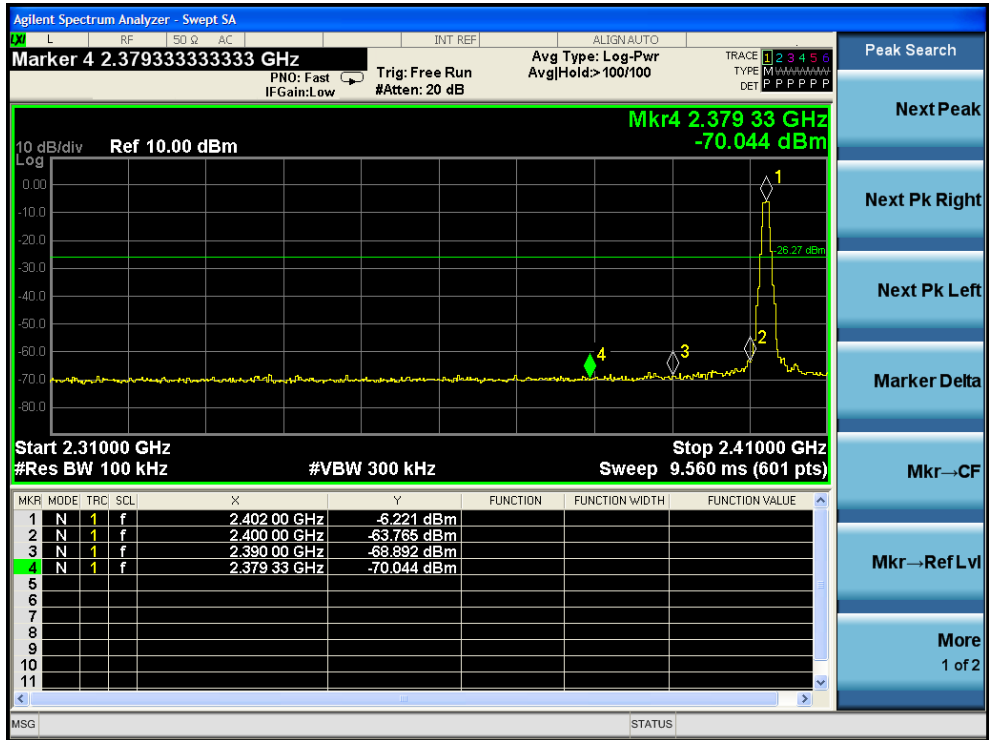 Agilent Spectrum Analyzer - Swept SA
LXI L RF 50 Ω AC INT REF ALIGN AUTO
Marker 4 2.379333333333 GHz
PNO: Fast
IFGain:Low
Trig: Free Run
#Atten: 20 dB
Avg Type: Log-Pwr
Avg|Hold:>100/100
TRACE 1 2 3 4 5 6
TYPE M
DET P P P P P P
Mkr4 2.379 33 GHz
-70.044 dBm
10 dB/div Ref 10.00 dBm
Log
0.00
-10.0
-20.0
-30.0
-40.0
-50.0
-60.0
-70.0
-80.0
1
-26.27 dBm
2
3
4
Start 2.31000 GHz Stop 2.41000 GHz
#Res BW 100 kHz #VBW 300 kHz Sweep 9.560 ms (601 pts)
MKR MODE TRC SCL X Y FUNCTION FUNCTION WIDTH FUNCTION VALUE
1 N 1 f 2.402 00 GHz -6.221 dBm
2 N 1 f 2.400 00 GHz -63.765 dBm
3 N 1 f 2.390 00 GHz -68.892 dBm
4 N 1 f 2.379 33 GHz -70.044 dBm
5
6
7
8
9
10
11
MSG STATUS
Peak Search
Next Peak
Next Pk Right
Next Pk Left
Marker Delta
Mkr→CF
Mkr→Ref Lvl
More
1 of 2